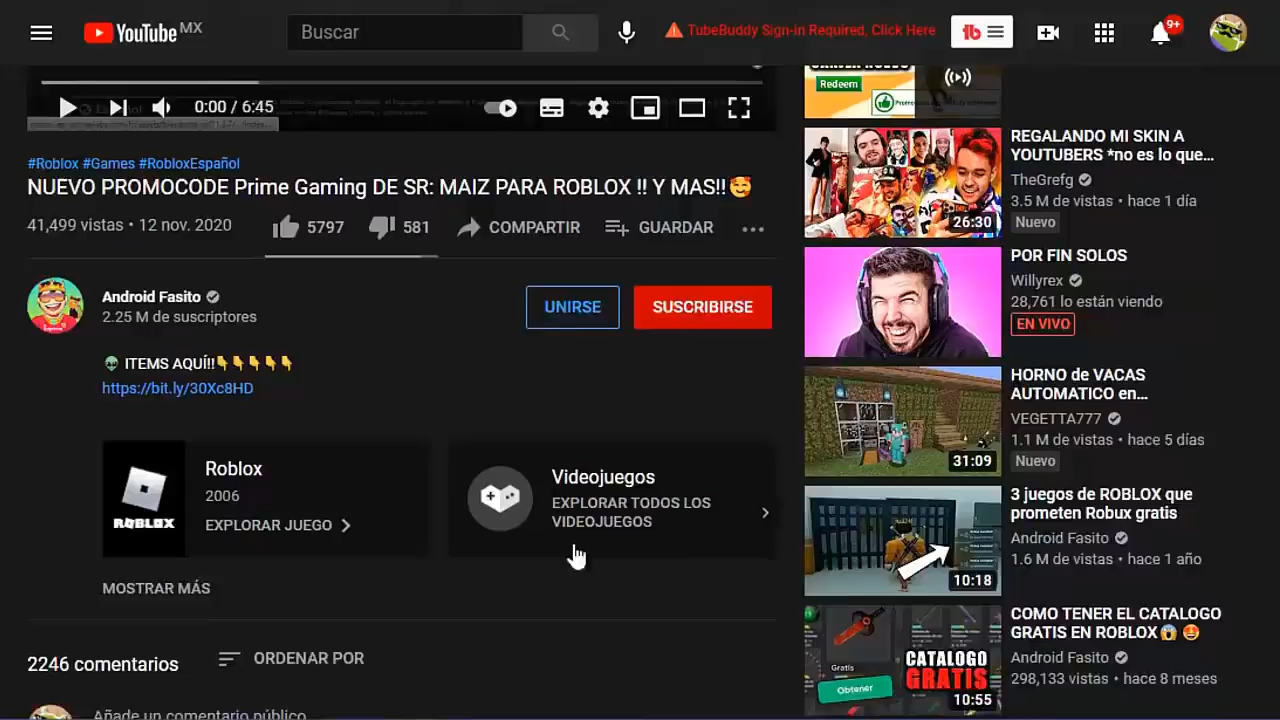 YouTube MX
Buscar
TubeBuddy Sign-in Required, Click Here
tb
9+
0:00 / 6:45
#Roblox #Games #RobloxEspañol
NUEVO PROMOCODE Prime Gaming DE SR: MAIZ PARA ROBLOX !! Y MAS!!🥰
41,499 vistas • 12 nov. 2020
5797
581
COMPARTIR
GUARDAR
Android Fasito
2.25 M de suscriptores
UNIRSE
SUSCRIBIRSE
👽 ITEMS AQUÍ!!👇👇👇👇👇
https://bit.ly/30Xc8HD
Roblox
2006
EXPLORAR JUEGO
ROBLOX
Videojuegos
EXPLORAR TODOS LOS
VIDEOJUEGOS
MOSTRAR MÁS
2246 comentarios
ORDENAR POR
Añade un comentario público
Redeem
REGALANDO MI SKIN A
YOUTUBERS *no es lo que...
TheGrefg
3.5 M de vistas • hace 1 día
Nuevo
26:30
POR FIN SOLOS
Willyrex
28,761 lo están viendo
EN VIVO
HORNO de VACAS
AUTOMATICO en...
VEGETTA777
1.1 M de vistas • hace 5 días
Nuevo
31:09
3 juegos de ROBLOX que
prometen Robux gratis
Android Fasito
1.6 M de vistas • hace 1 año
10:18
COMO TENER EL CATALOGO
GRATIS EN ROBLOX😱 🤩
Android Fasito
298,133 vistas • hace 8 meses
Gratis
Obtener
CATALOGO
GRATIS
10:55